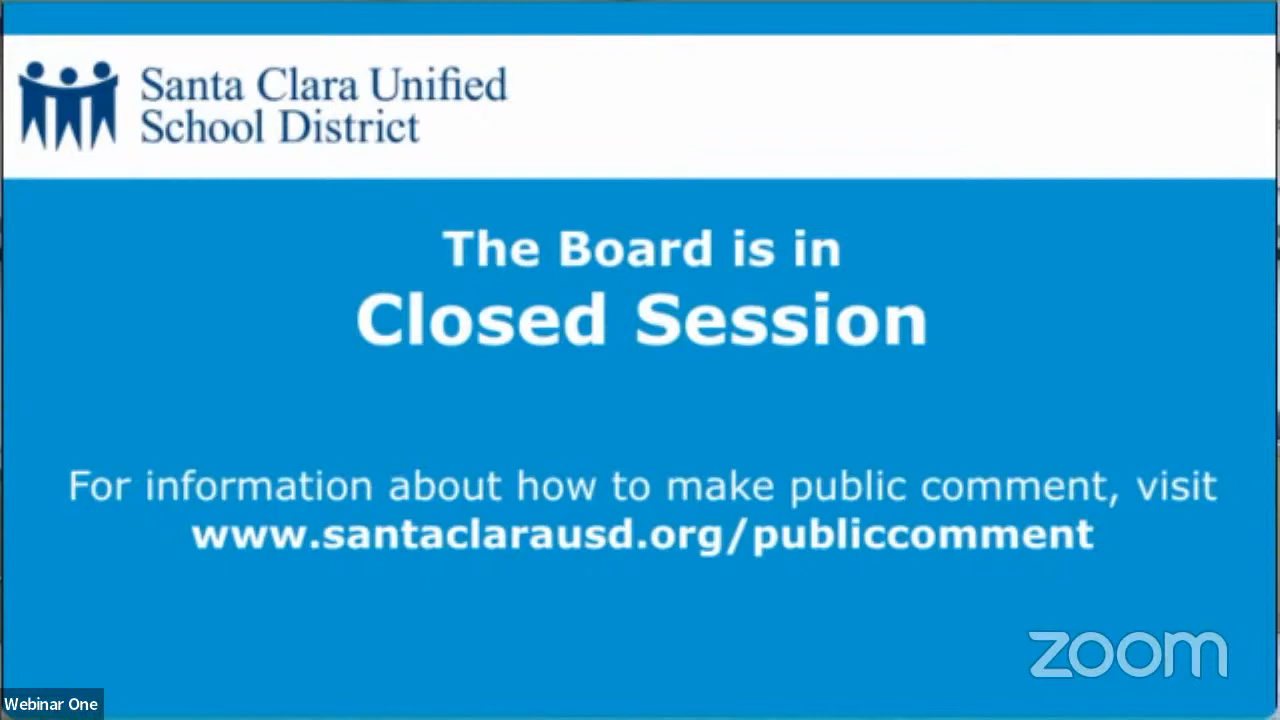 Santa Clara Unified
School District
The Board is in
Closed Session
For information about how to make public comment, visit
www.santaclarausd.org/publiccomment
zoom
Webinar One